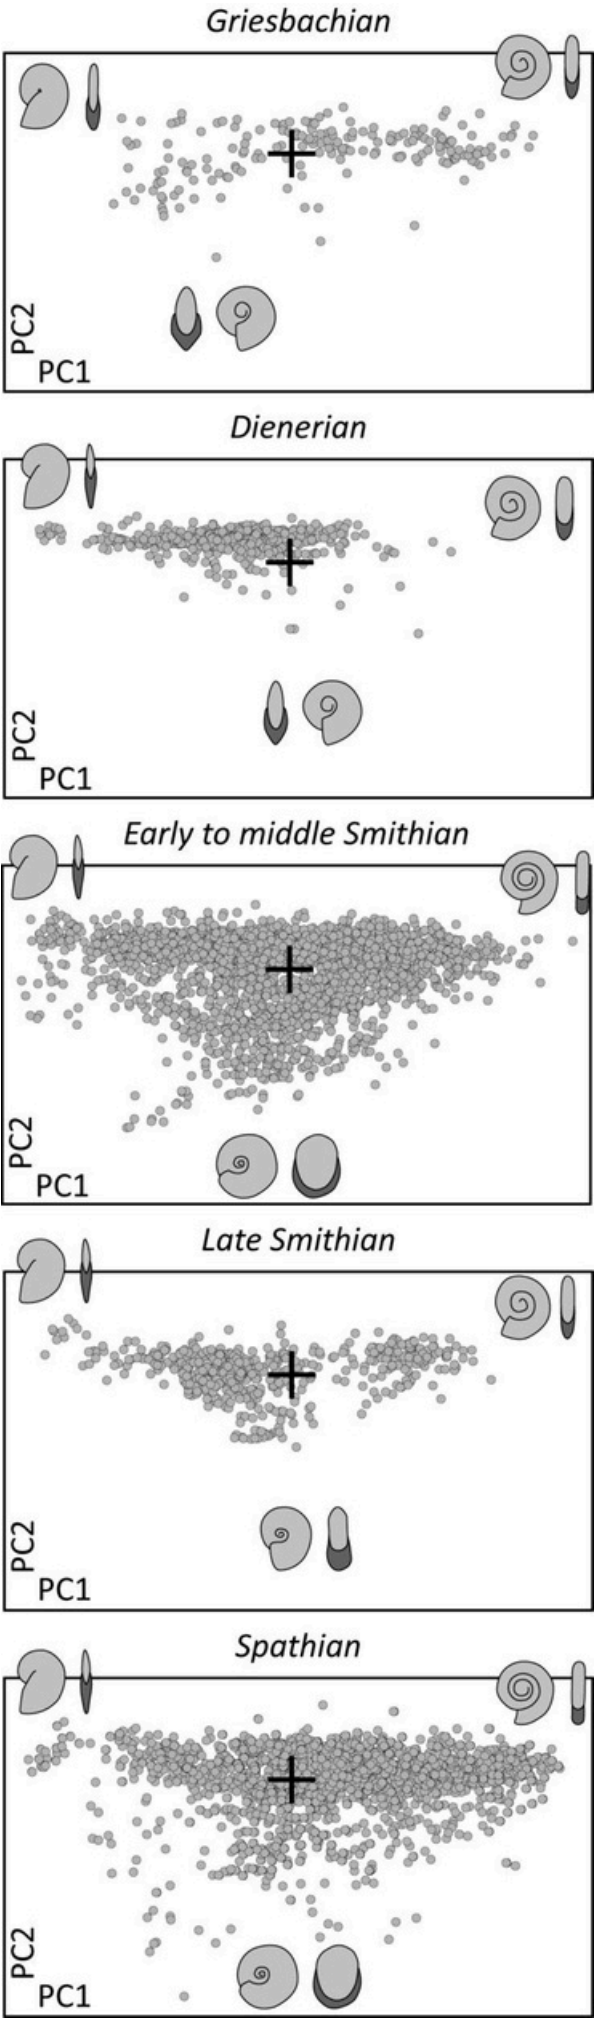 Griesbachian
PC2
PC1
Dienerian
PC2
PC1
Early to middle Smithian
PC2
PC1
Late Smithian
PC2
PC1
Spathian
PC2
PC1